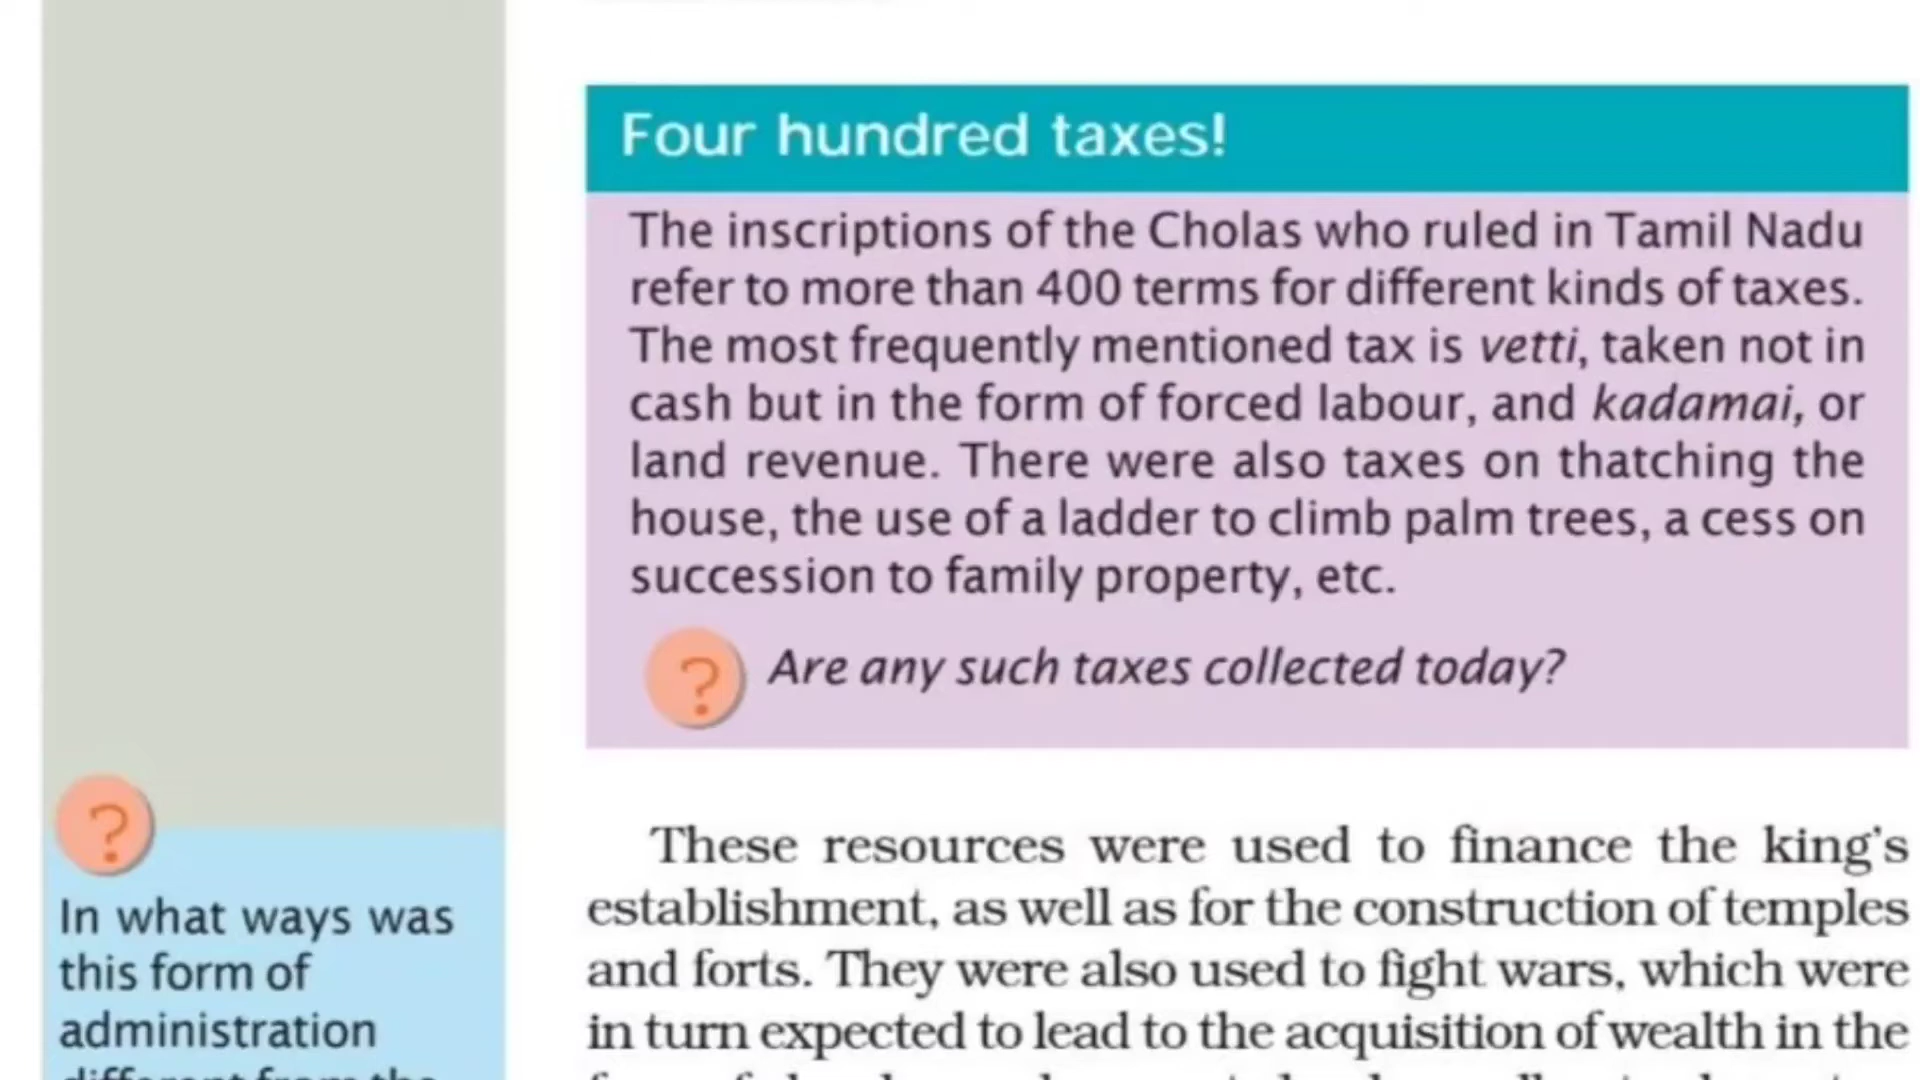 Four hundred taxes!
The inscriptions of the Cholas who ruled in Tamil Nadu
refer to more than 400 terms for different kinds of taxes.
The most frequently mentioned tax is vetti, taken not in
cash but in the form of forced labour, and kadamai, or
land revenue. There were also taxes on thatching the
house, the use of a ladder to climb palm trees, a cess on
succession to family property, etc.
? Are any such taxes collected today?
?
In what ways was
this form of
administration
different from the
These resources were used to finance the king's
establishment, as well as for the construction of temples
and forts. They were also used to fight wars, which were
in turn expected to lead to the acquisition of wealth in the